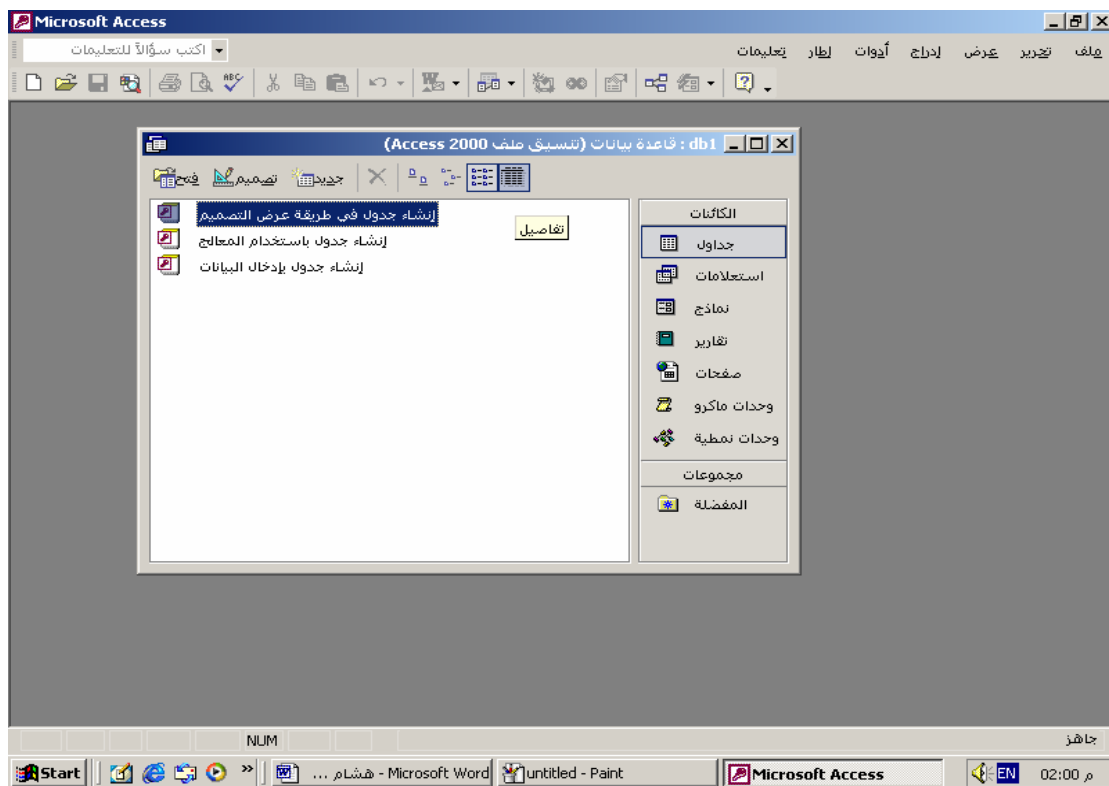 Microsoft Access
ملف تحرير عرض إدراج أدوات إطار تعليمات
اكتب سؤالاً للتعليمات
db1 : قاعدة بيانات (تنسيق ملف Access 2000)
فتح تصميم جديد
الكائنات
جداول
استعلامات
نماذج
تقارير
صفحات
وحدات ماكرو
وحدات نمطية
مجموعات
المفضلة
إنشاء جدول في طريقة عرض التصميم
إنشاء جدول باستخدام المعالج
إنشاء جدول بإدخال البيانات
تفاصيل
جاهز
NUM
Start
هشام ... - Microsoft Word
untitled - Paint
Microsoft Access
EN
02:00 م